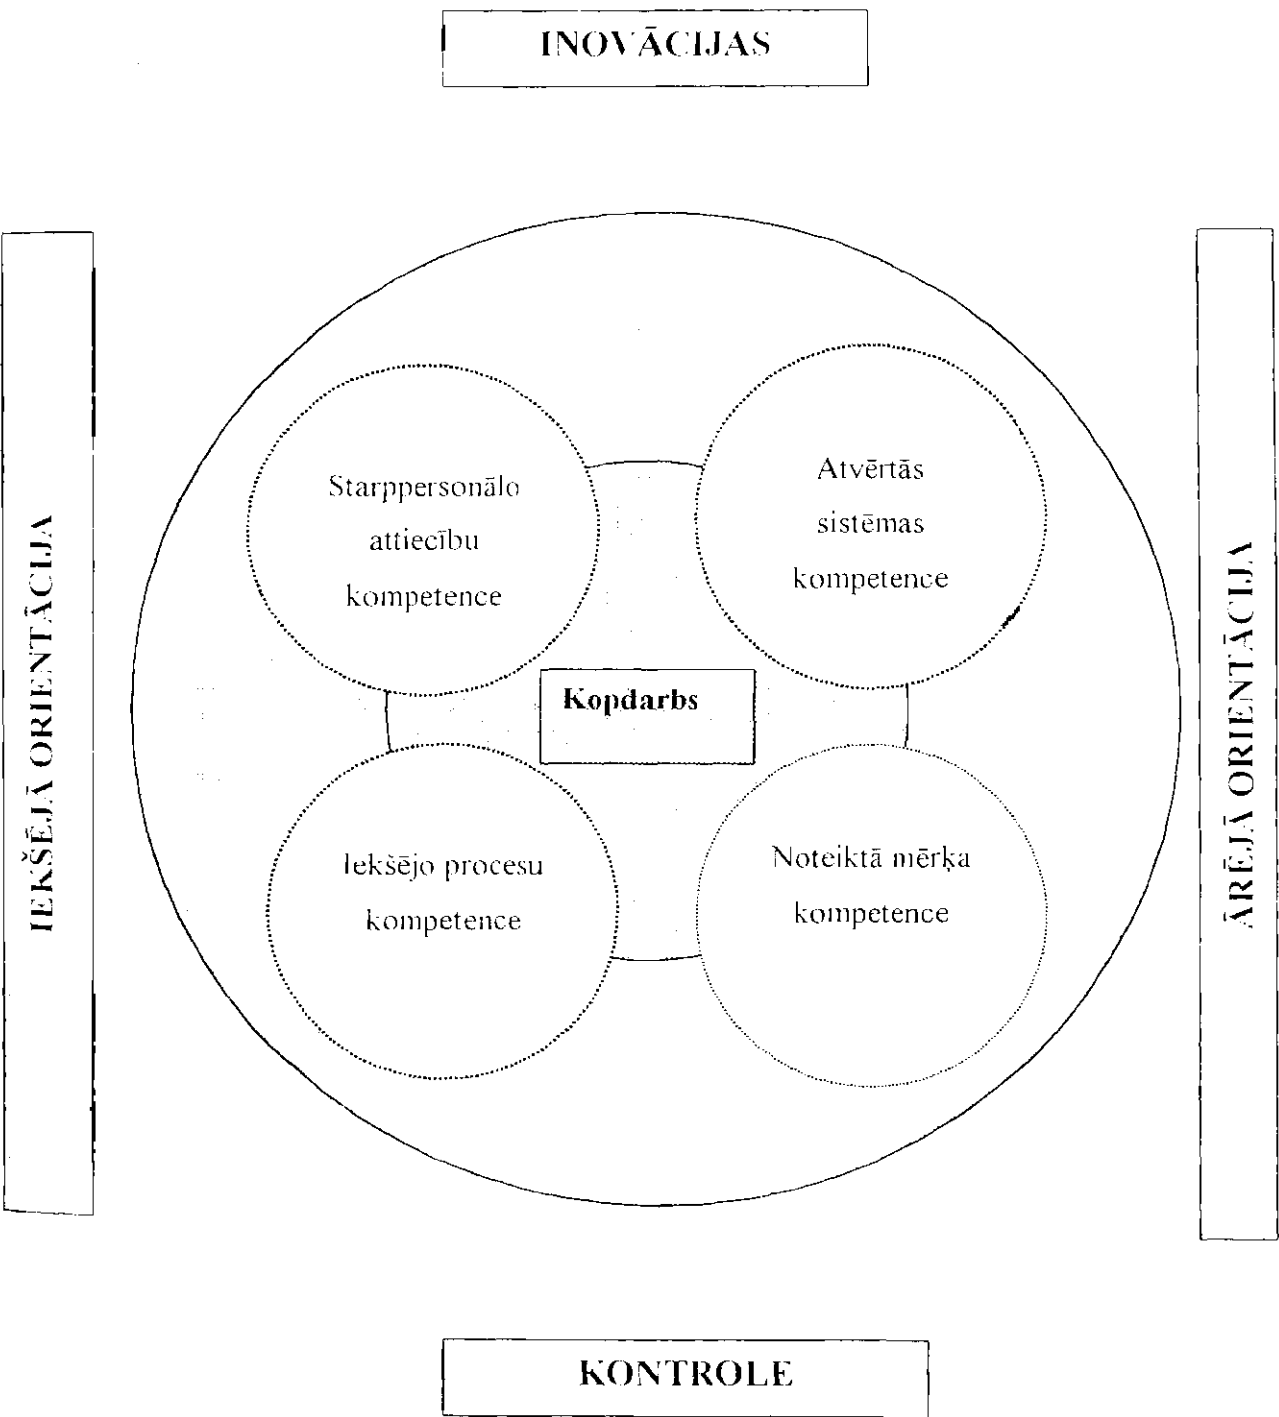 INOVĀCIJAS
IEKŠĒJĀ ORIENTĀCIJA
Starppersonālo
attiecību
kompetence
Atvērtās
sistēmas
kompetence
Kopdarbs
Iekšējo procesu
kompetence
Noteiktā mērķa
kompetence
ĀRĒJĀ ORIENTĀCIJA
KONTROLE